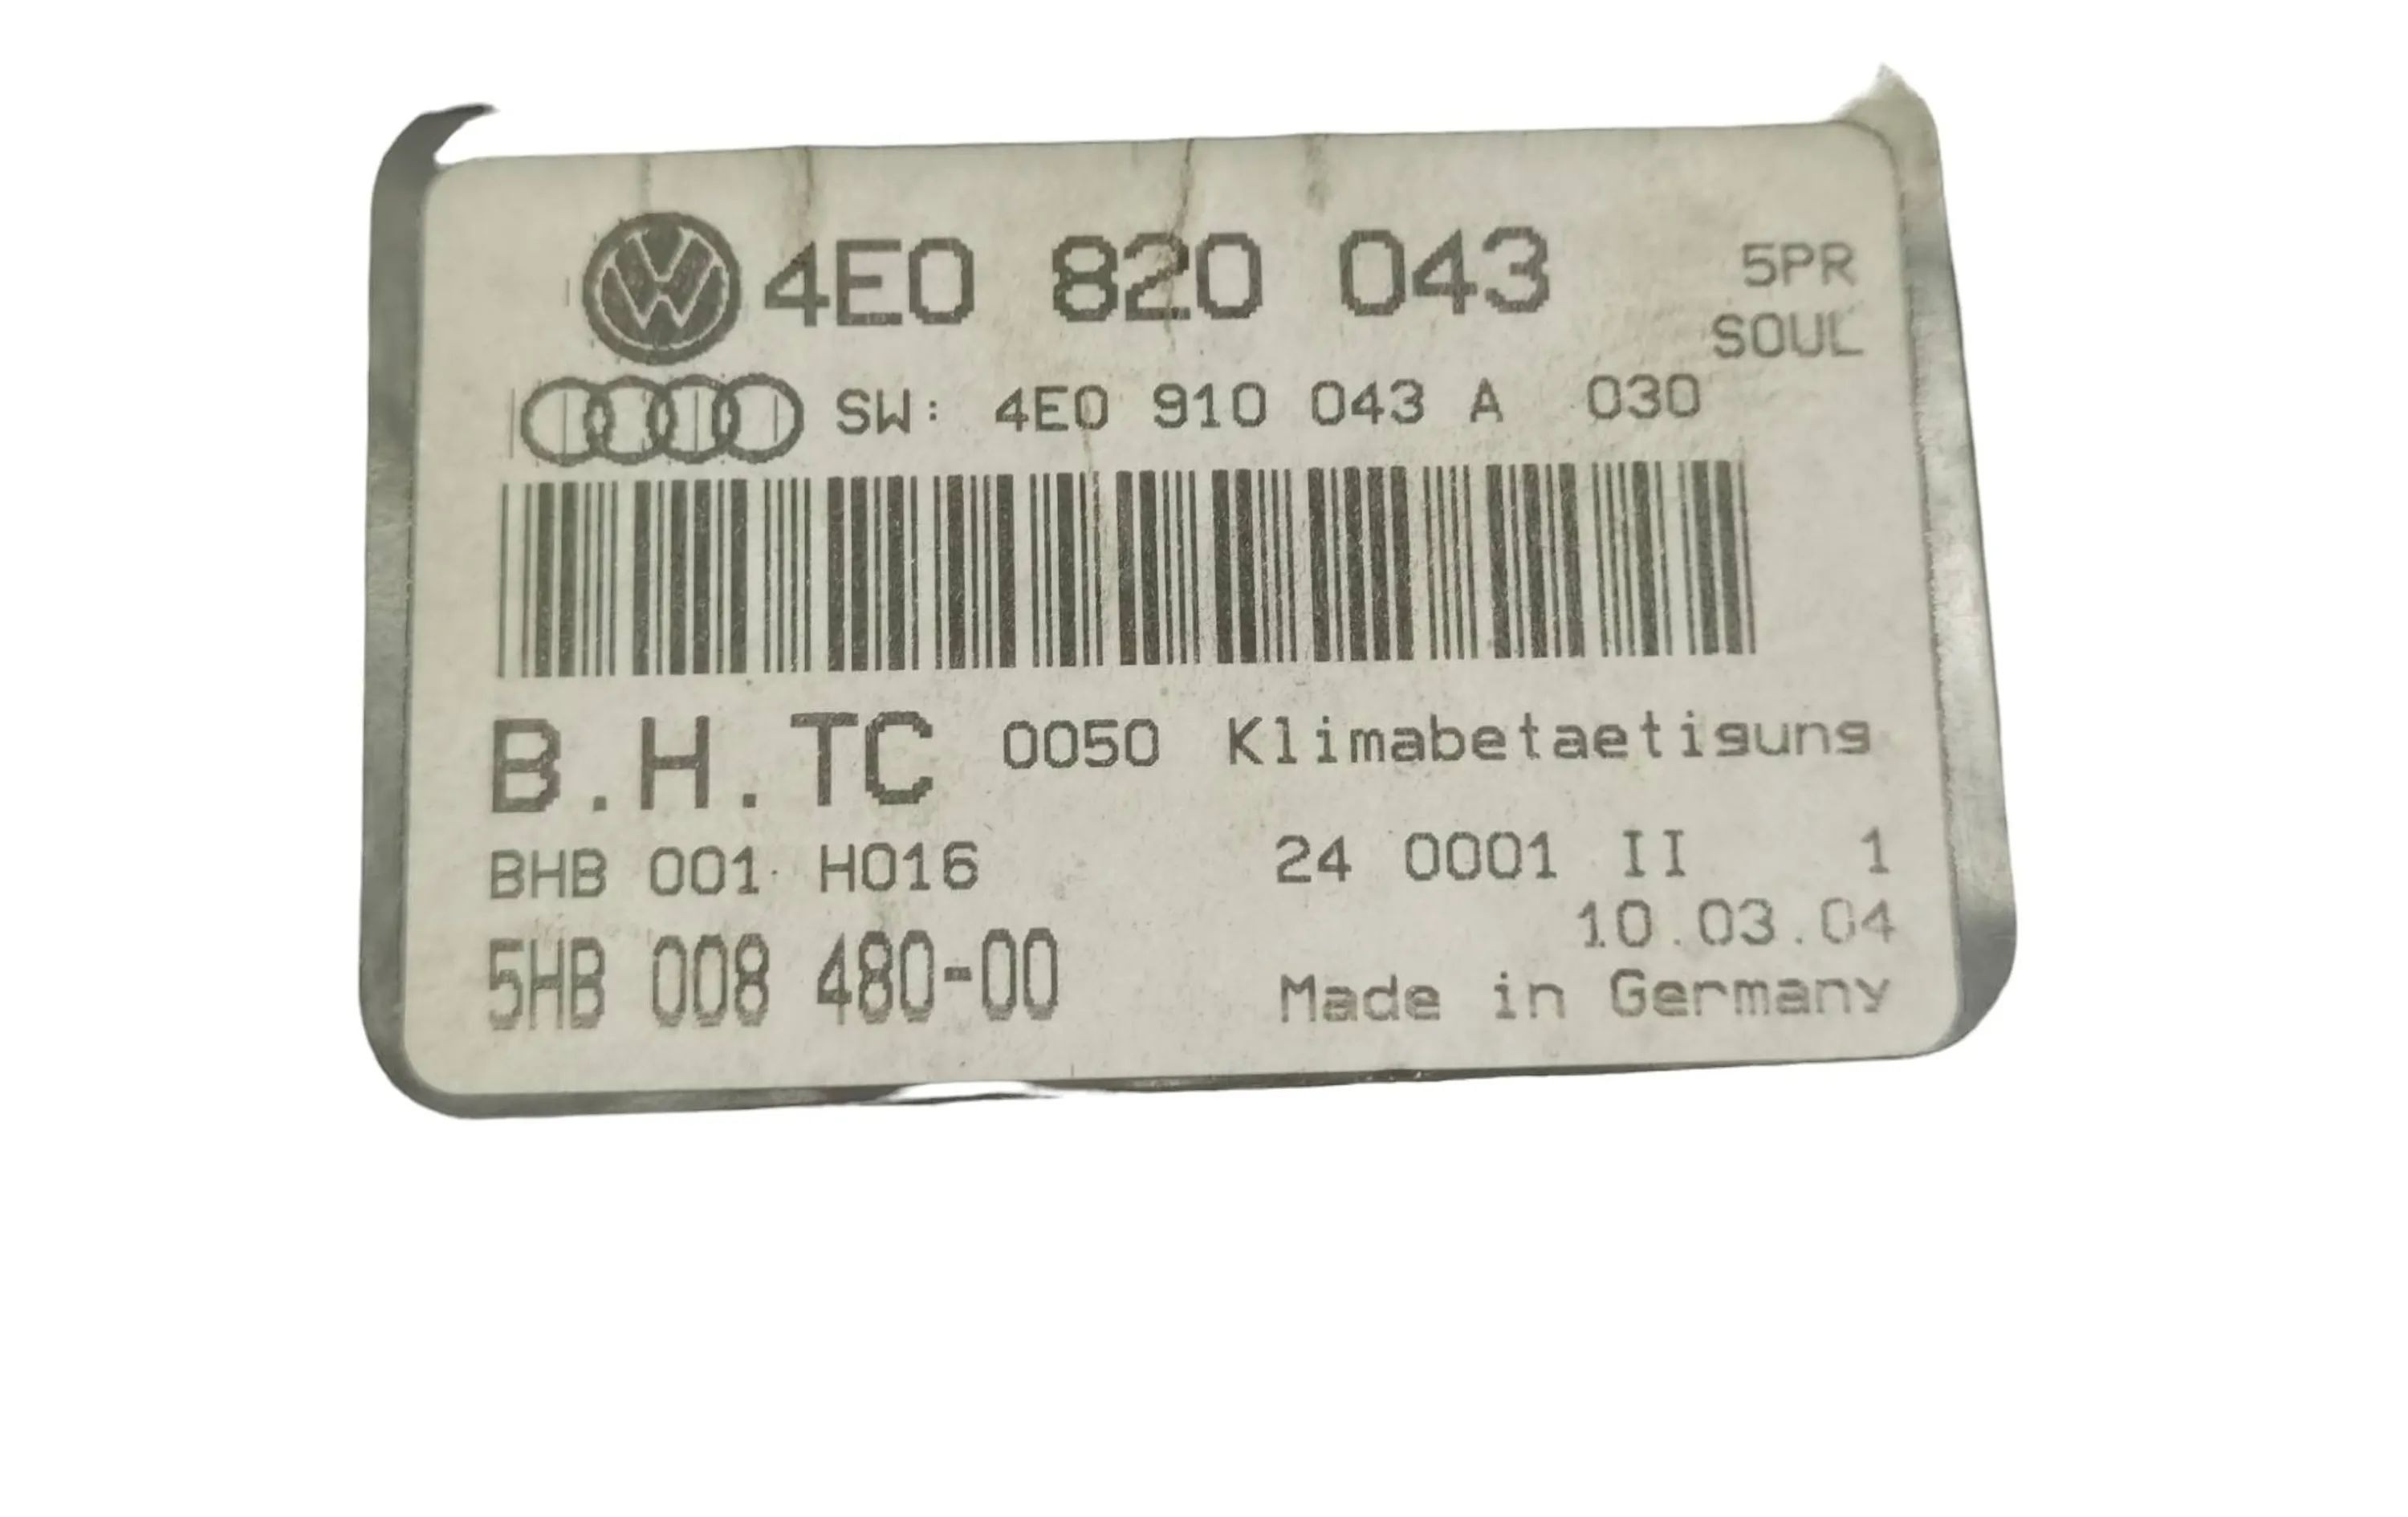 4E0 820 043 5PR
SOUL
SW: 4E0 910 043 A 030
B.H.TC 0050 Klimabetaetigung
BHB 001 H016 24 0001 II 1
10.03.04
5HB 008 480-00 Made in Germany